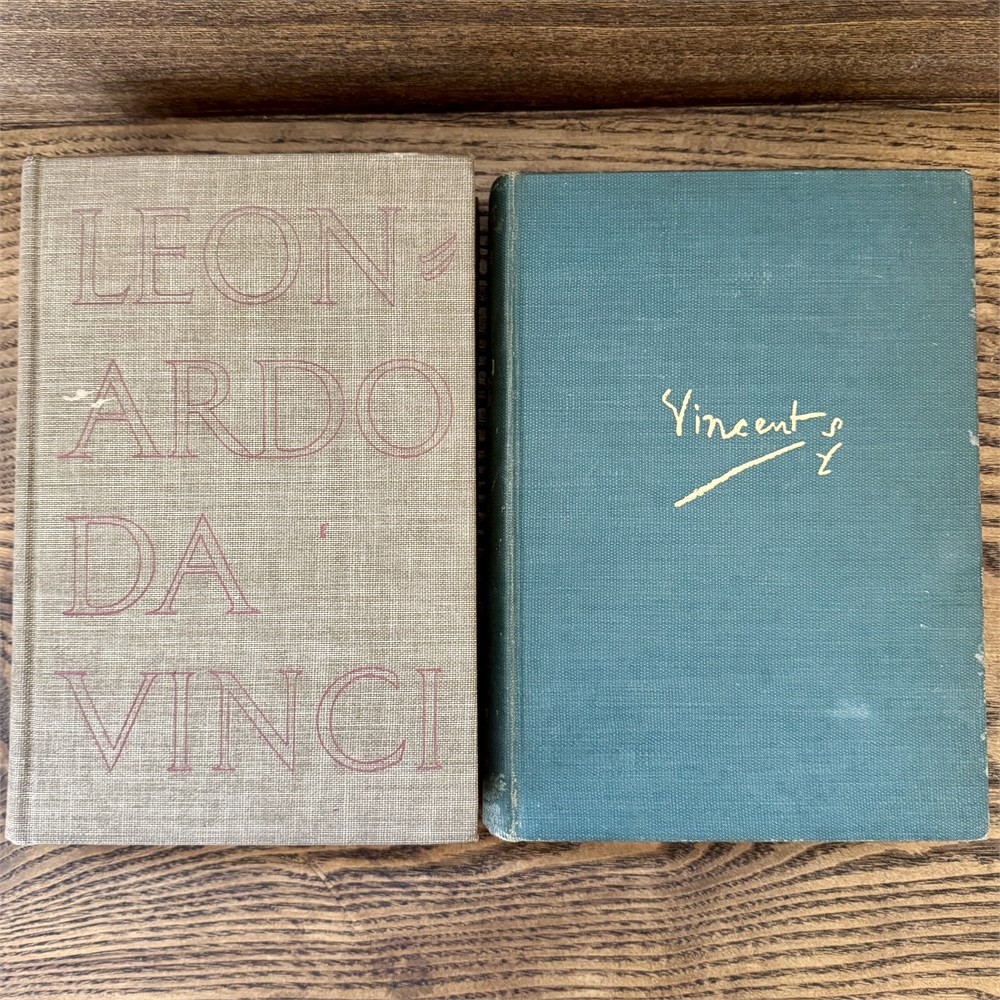 LEON-
ARDO
DA
VINCI
Vincent